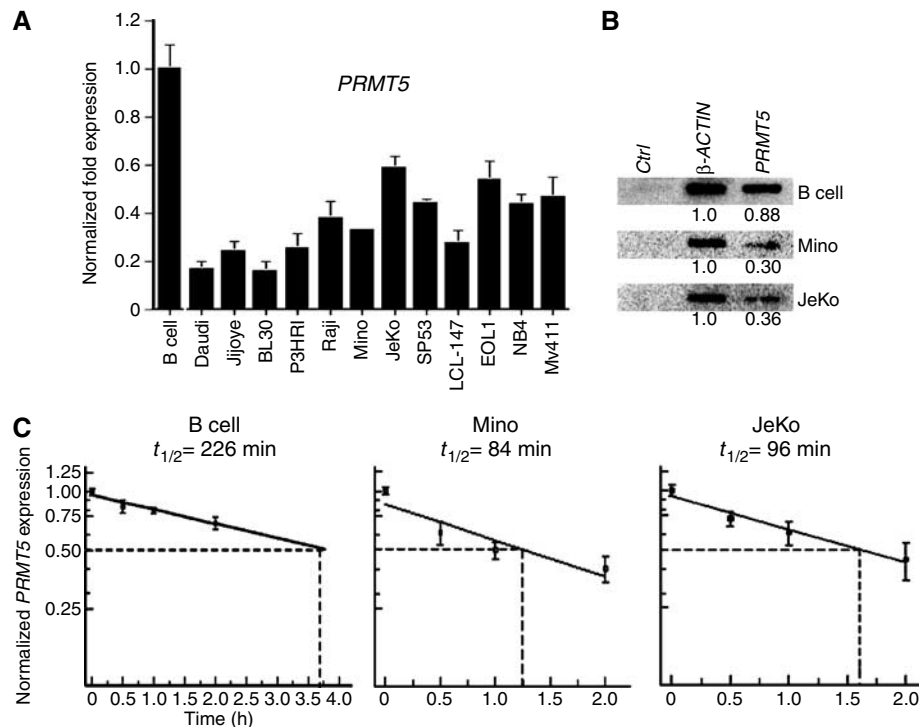 A
Normalized fold expression
1.2
1.0
0.8
0.6
0.4
0.2
0
PRMT5
B cell
Daudi
Jijoye
BL30
P3HRI
Raji
Mino
JeKo
SP53
LCL-147
EOL1
NB4
Mv411
B
Ctrl
β-ACTIN
PRMT5
B cell
1.0 0.88
Mino
1.0 0.30
JeKo
1.0 0.36
C
Normalized PRMT5 expression
B cell
t1/2= 226 min
1.25
1.00
0.75
0.50
0.25
0 0.5 1.0 1.5 2.0 2.5 3.0 3.5 4.0
Time (h)
Mino
t1/2= 84 min
0 0.5 1.0 1.5 2.0
JeKo
t1/2= 96 min
0 0.5 1.0 1.5 2.0